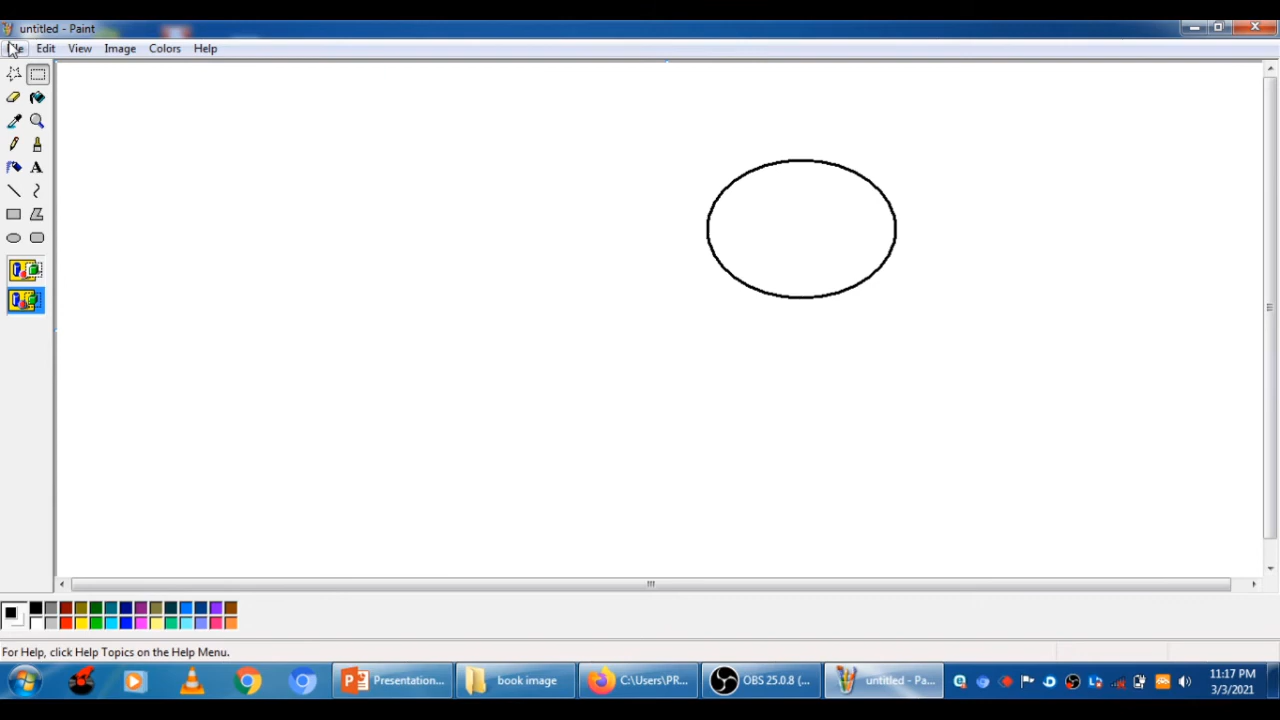 untitled - Paint
Edit View Image Colors Help
A
For Help, click Help Topics on the Help Menu.
Presentation... book image C:\Users\PR... OBS 25.0.8 (... untitled - Pa... 11:17 PM
3/3/2021